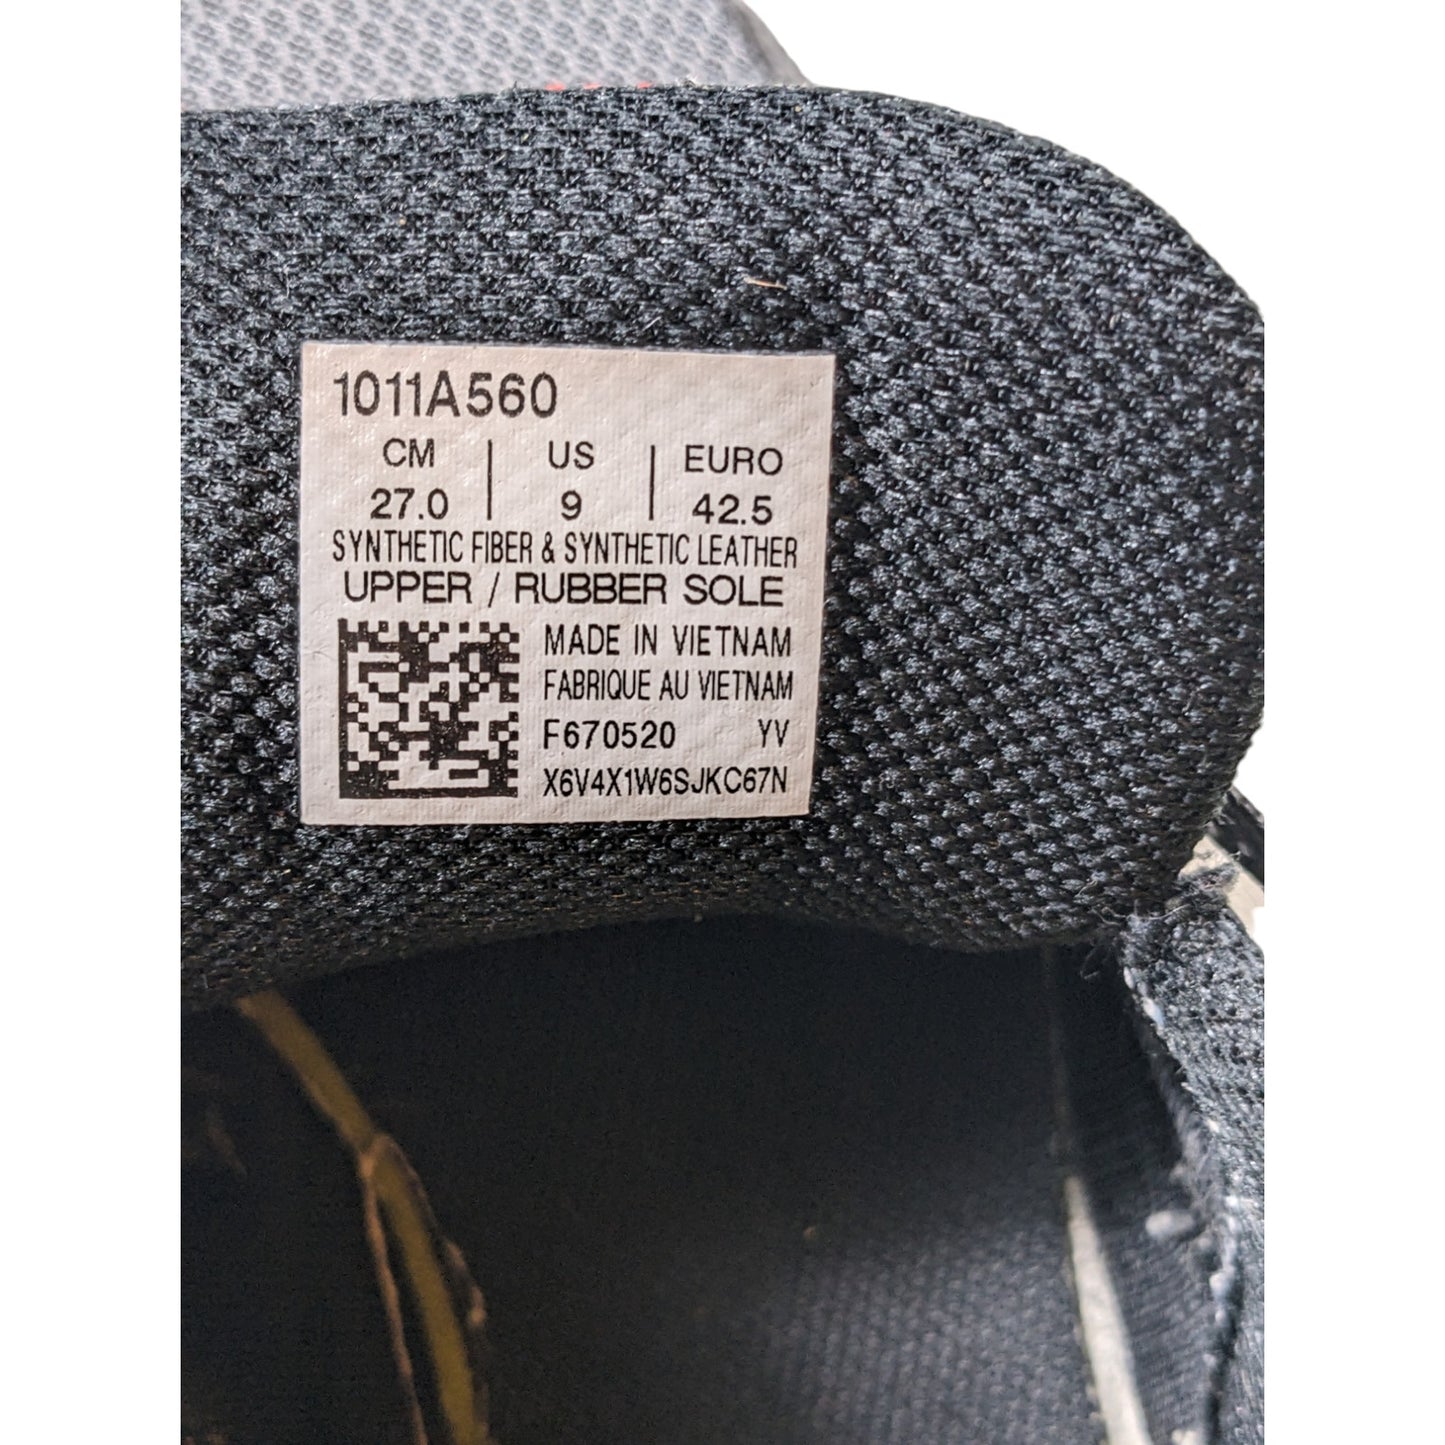 1011A560
CM | US | EURO
27.0 | 9 | 42.5
SYNTHETIC FIBER & SYNTHETIC LEATHER
UPPER / RUBBER SOLE
MADE IN VIETNAM
FABRIQUE AU VIETNAM
F670520 YV
X6V4X1W6SJKC67N